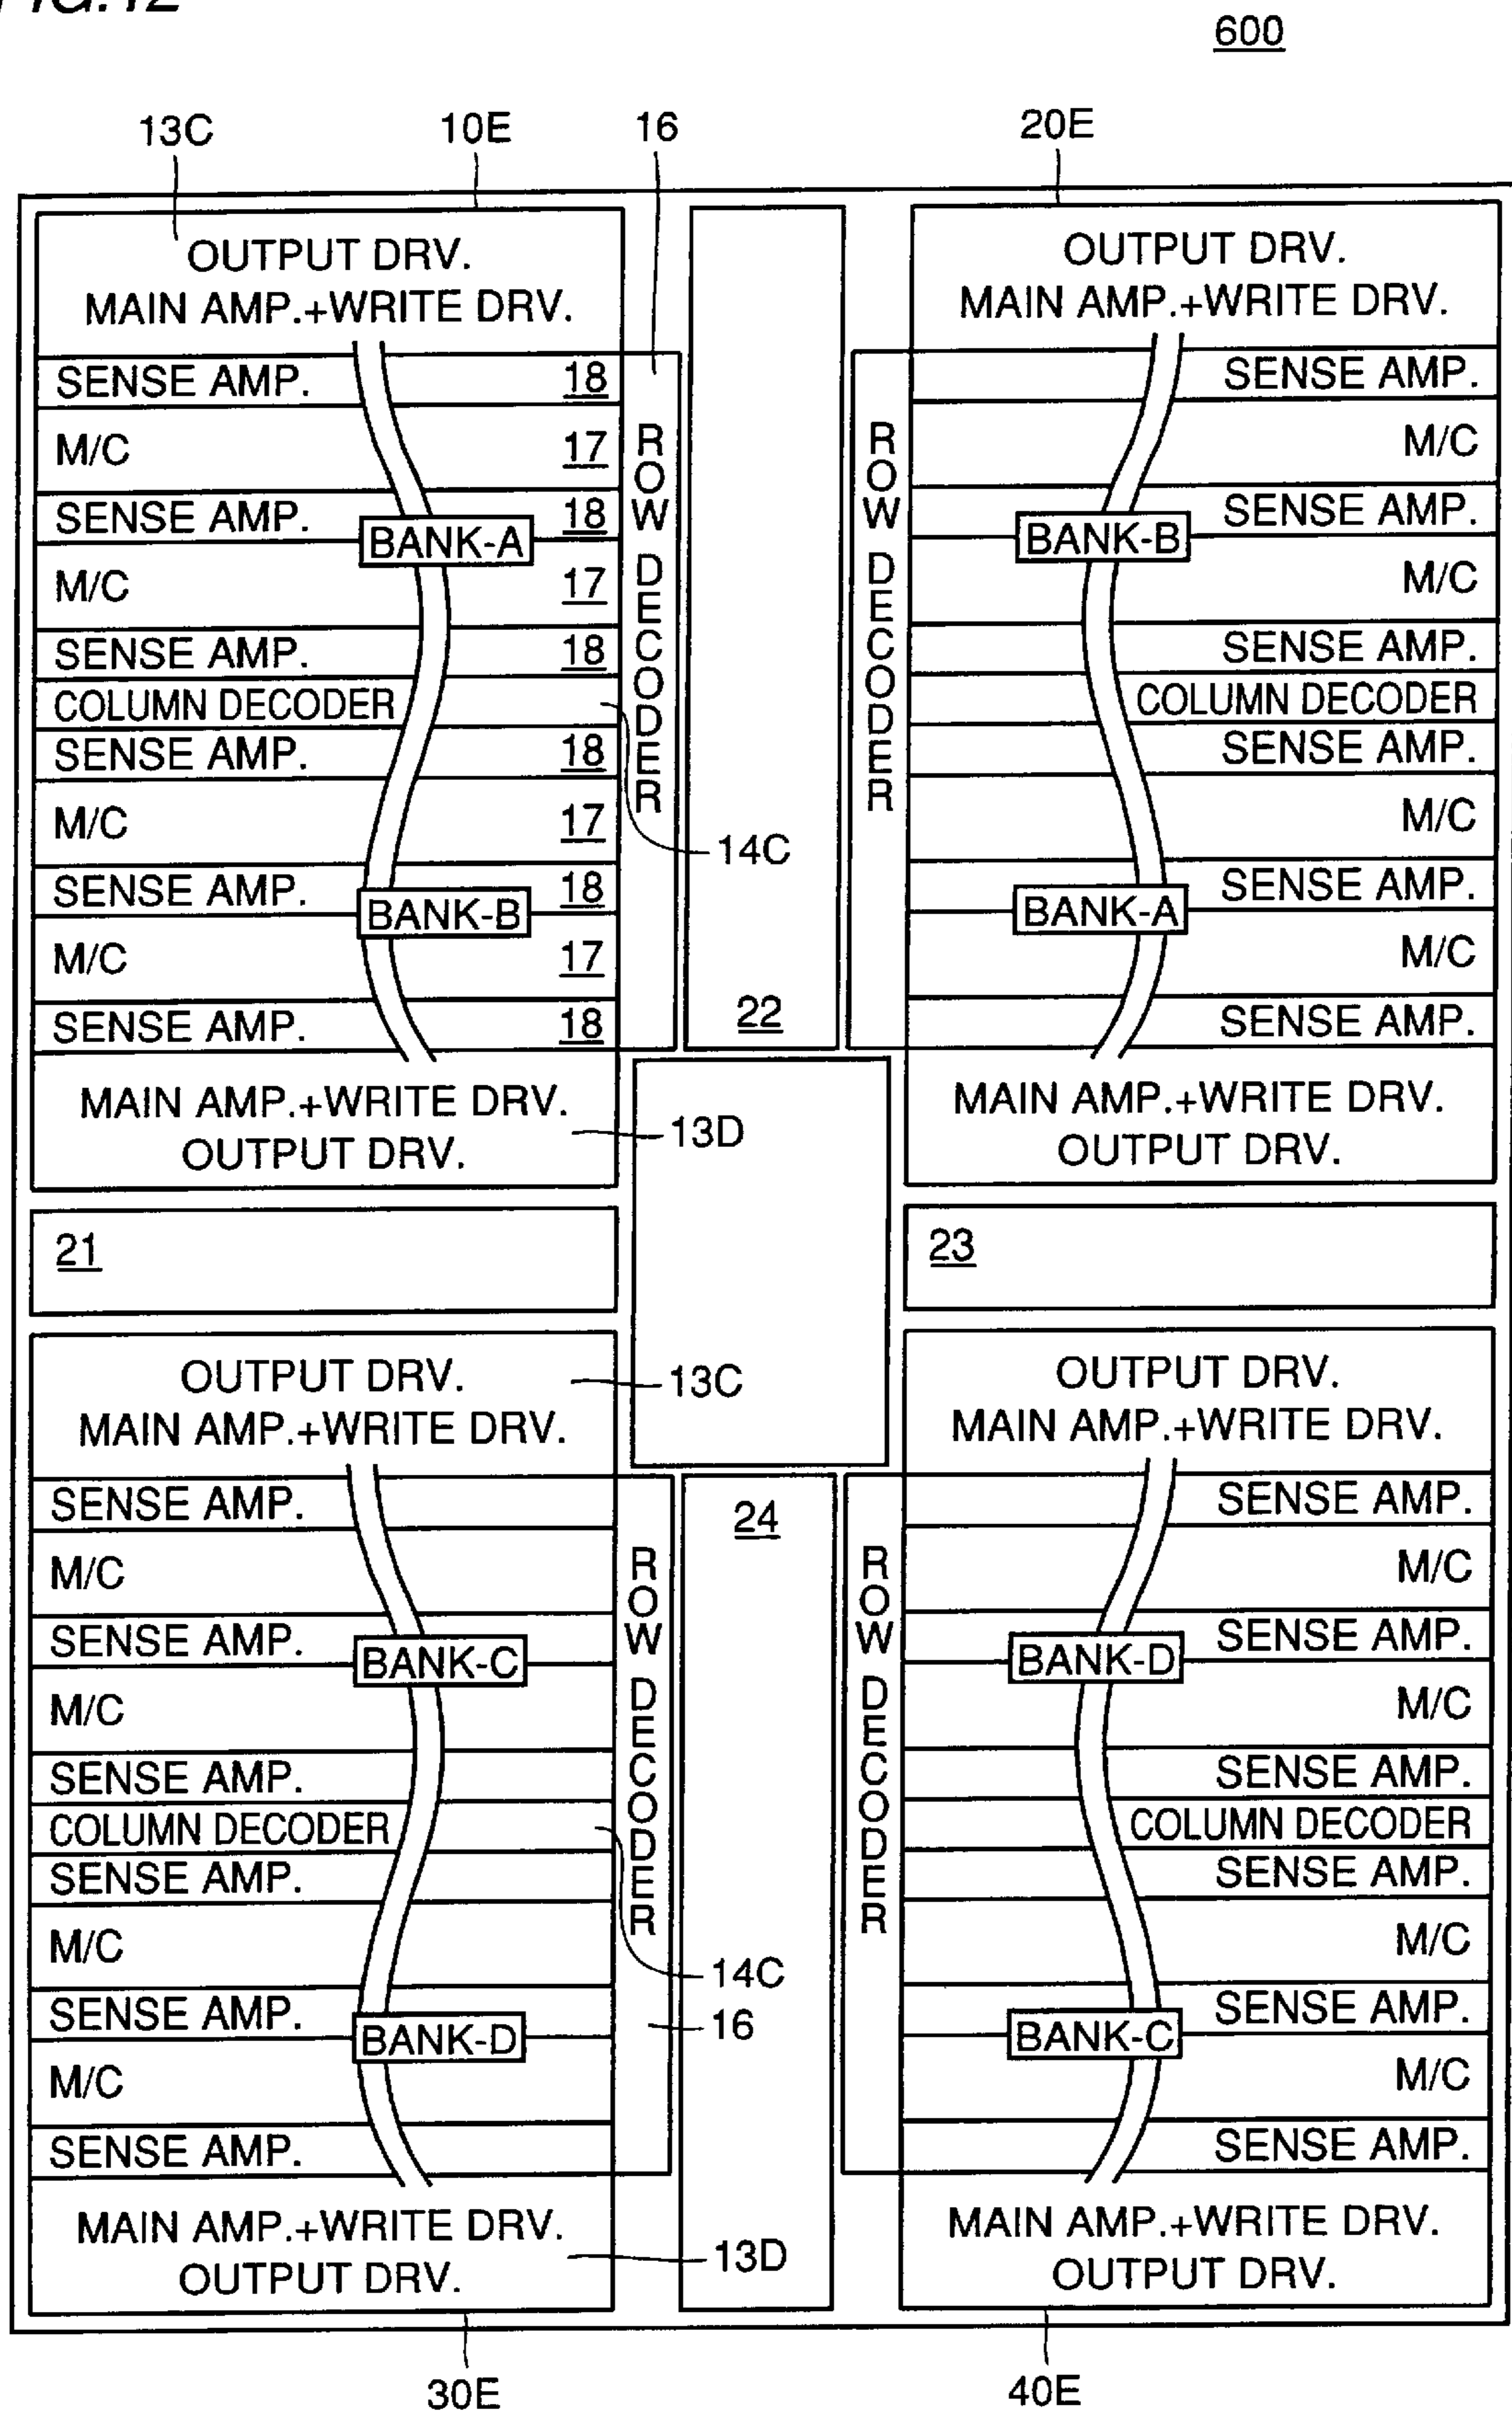 FIG.12
600
13C
10E
16
20E
OUTPUT DRV.
MAIN AMP.+WRITE DRV.
SENSE AMP. 18
M/C 17
SENSE AMP. 18
BANK-A
M/C 17
SENSE AMP. 18
COLUMN DECODER
SENSE AMP. 18
M/C 17
SENSE AMP. 18
BANK-B
M/C 17
SENSE AMP. 18
MAIN AMP.+WRITE DRV.
OUTPUT DRV.
ROW DECODER
14C
22
13D
ROW DECODER
OUTPUT DRV.
MAIN AMP.+WRITE DRV.
SENSE AMP.
M/C
SENSE AMP.
BANK-B
M/C
SENSE AMP.
COLUMN DECODER
SENSE AMP.
M/C
SENSE AMP.
BANK-A
M/C
SENSE AMP.
MAIN AMP.+WRITE DRV.
OUTPUT DRV.
21
23
OUTPUT DRV.
MAIN AMP.+WRITE DRV.
SENSE AMP.
M/C
SENSE AMP.
BANK-C
M/C
SENSE AMP.
COLUMN DECODER
SENSE AMP.
M/C
SENSE AMP.
BANK-D
M/C
SENSE AMP.
MAIN AMP.+WRITE DRV.
OUTPUT DRV.
13C
ROW DECODER
24
14C
16
13D
ROW DECODER
OUTPUT DRV.
MAIN AMP.+WRITE DRV.
SENSE AMP.
M/C
SENSE AMP.
BANK-D
M/C
SENSE AMP.
COLUMN DECODER
SENSE AMP.
M/C
SENSE AMP.
BANK-C
M/C
SENSE AMP.
MAIN AMP.+WRITE DRV.
OUTPUT DRV.
30E
40E